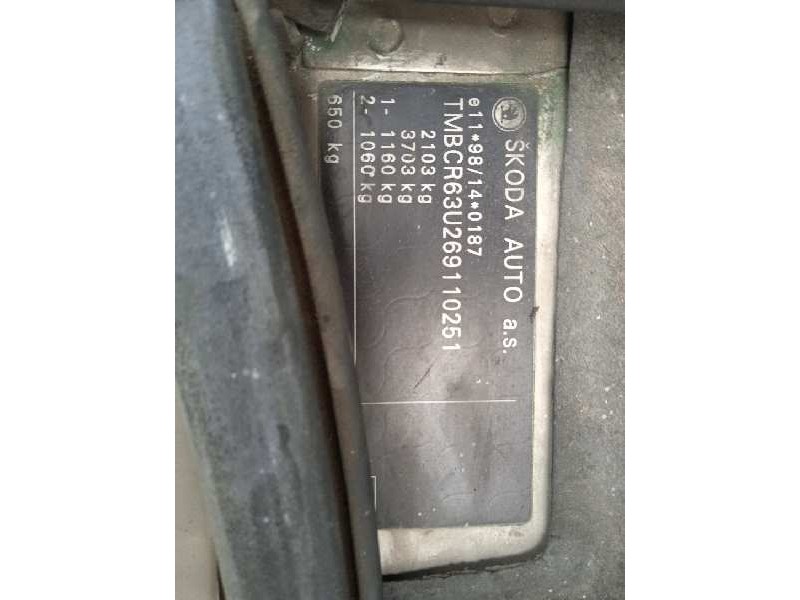 ŠKODA AUTO a.s.
e11*98/14*0187
TMBCR63U269110251
2103 kg
3703 kg
1- 1160 kg
2- 1060 kg
650 kg